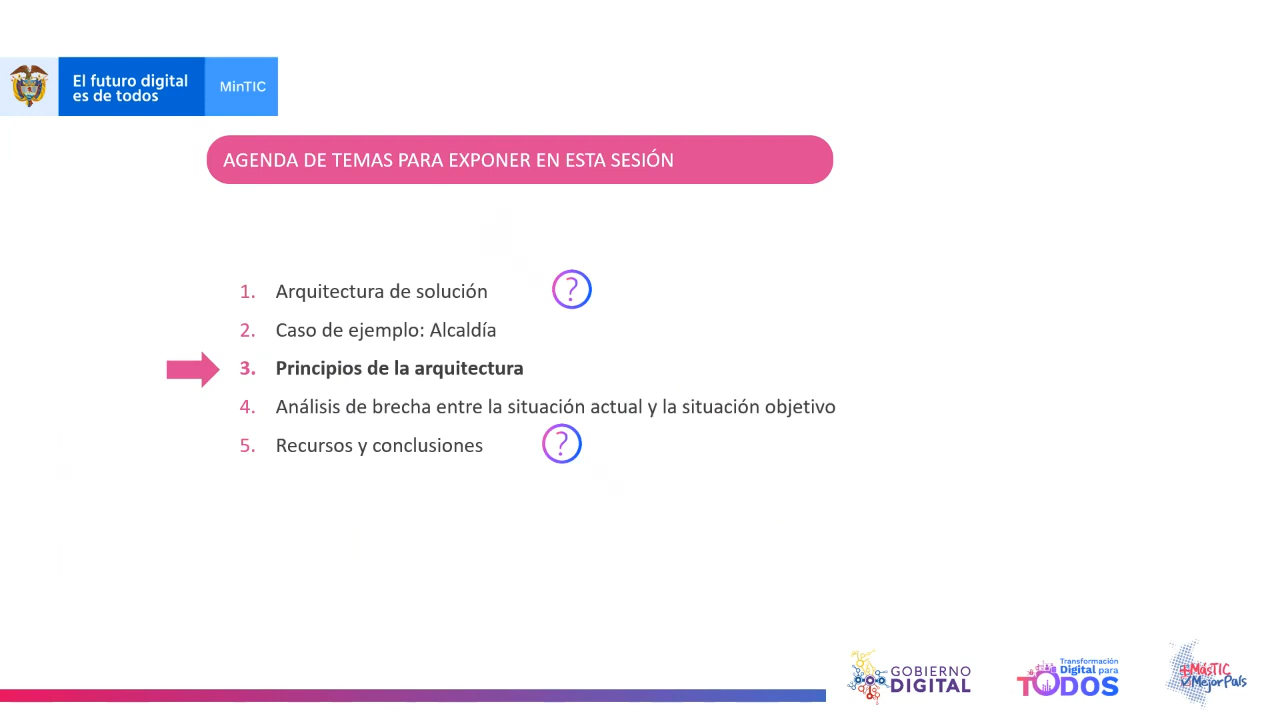 El futuro digital
es de todos
MinTIC
AGENDA DE TEMAS PARA EXPONER EN ESTA SESIÓN
1. Arquitectura de solución ?
2. Caso de ejemplo: Alcaldía
3. Principios de la arquitectura
4. Análisis de brecha entre la situación actual y la situación objetivo
5. Recursos y conclusiones ?
GOBIERNO
DIGITAL
Transformación
Digital para
TODOS
+MásTIC
MejorPaís